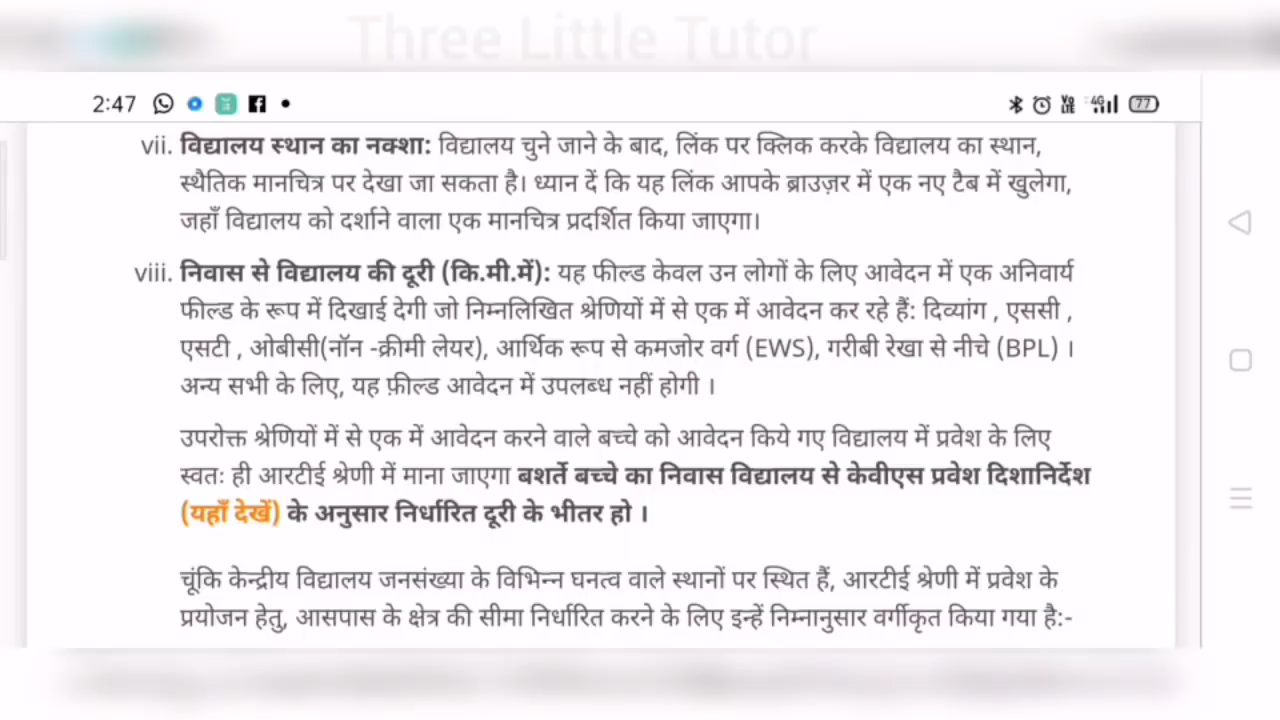 Three Little Tutor
2:47
4G 77
vii. विद्यालय स्थान का नक्शा: विद्यालय चुने जाने के बाद, लिंक पर क्लिक करके विद्यालय का स्थान,
स्थैतिक मानचित्र पर देखा जा सकता है। ध्यान दें कि यह लिंक आपके ब्राउज़र में एक नए टैब में खुलेगा,
जहाँ विद्यालय को दर्शाने वाला एक मानचित्र प्रदर्शित किया जाएगा।
viii. निवास से विद्यालय की दूरी (कि.मी.में): यह फील्ड केवल उन लोगों के लिए आवेदन में एक अनिवार्य
फील्ड के रूप में दिखाई देगी जो निम्नलिखित श्रेणियों में से एक में आवेदन कर रहे हैं: दिव्यांग , एससी ,
एसटी , ओबीसी(नॉन -क्रीमी लेयर), आर्थिक रूप से कमजोर वर्ग (EWS), गरीबी रेखा से नीचे (BPL) ।
अन्य सभी के लिए, यह फ़ील्ड आवेदन में उपलब्ध नहीं होगी ।
उपरोक्त श्रेणियों में से एक में आवेदन करने वाले बच्चे को आवेदन किये गए विद्यालय में प्रवेश के लिए
स्वतः ही आरटीई श्रेणी में माना जाएगा बशर्ते बच्चे का निवास विद्यालय से केवीएस प्रवेश दिशानिर्देश
(यहाँ देखें) के अनुसार निर्धारित दूरी के भीतर हो ।
चूंकि केन्द्रीय विद्यालय जनसंख्या के विभिन्न घनत्व वाले स्थानों पर स्थित हैं, आरटीई श्रेणी में प्रवेश के
प्रयोजन हेतु, आसपास के क्षेत्र की सीमा निर्धारित करने के लिए इन्हें निम्नानुसार वर्गीकृत किया गया है:-